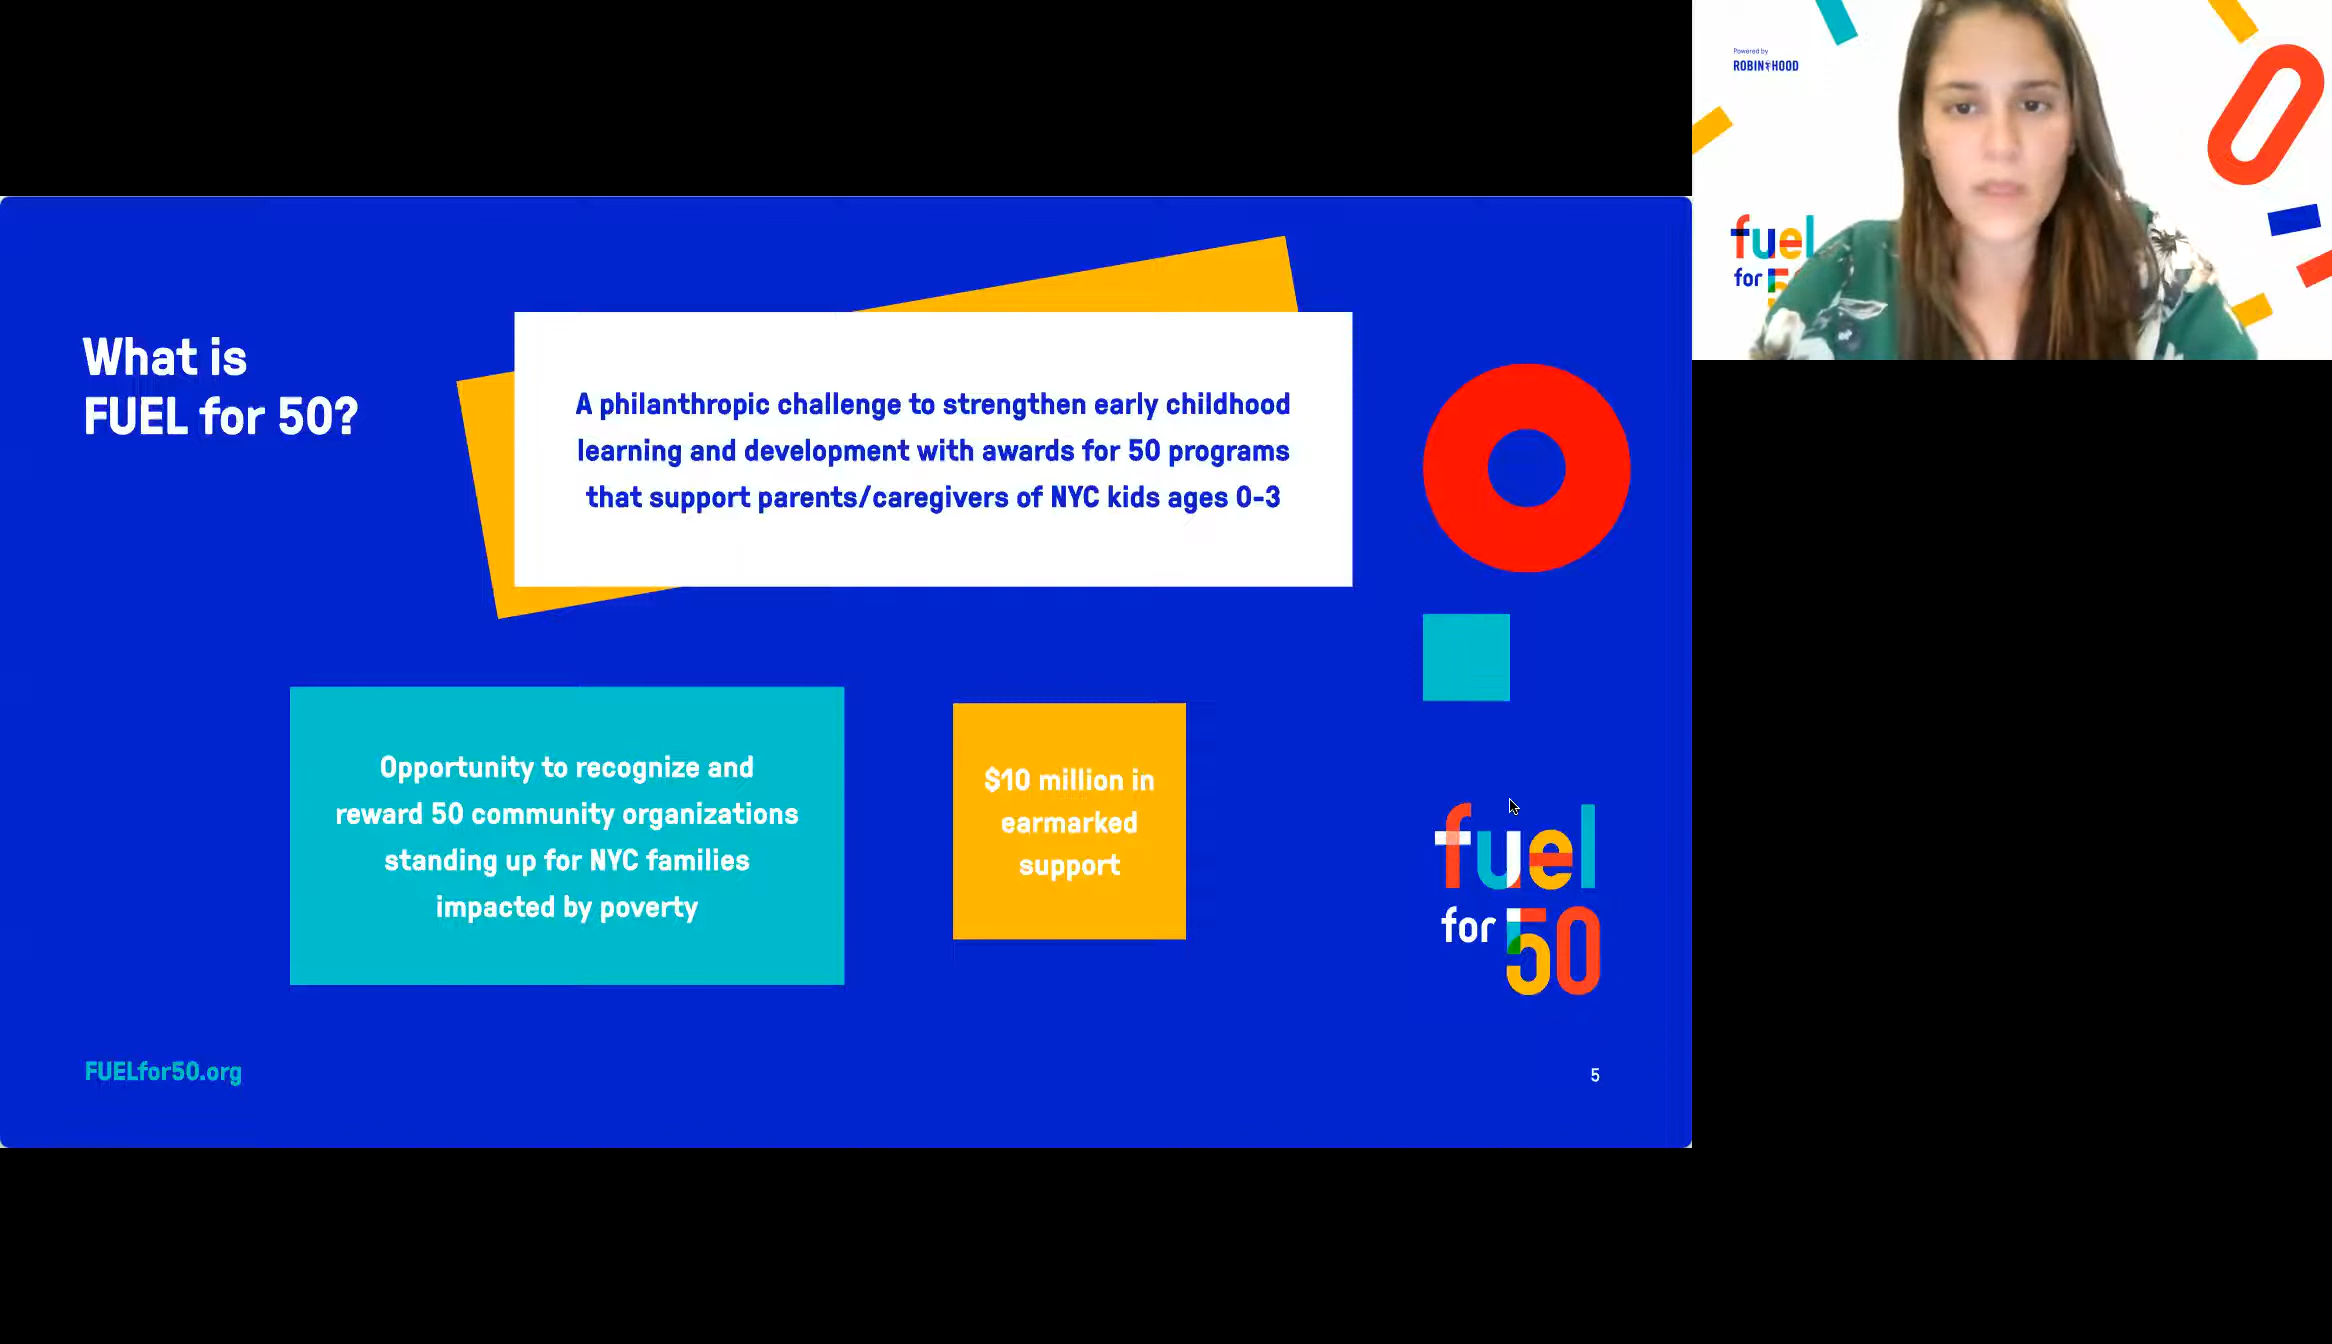 What is
FUEL for 50?
A philanthropic challenge to strengthen early childhood
learning and development with awards for 50 programs
that support parents/caregivers of NYC kids ages 0-3
Opportunity to recognize and
reward 50 community organizations
standing up for NYC families
impacted by poverty
$10 million in
earmarked
support
fuel
for 50
FUELfor50.org
5
Powered by
ROBIN HOOD
fuel
for 5